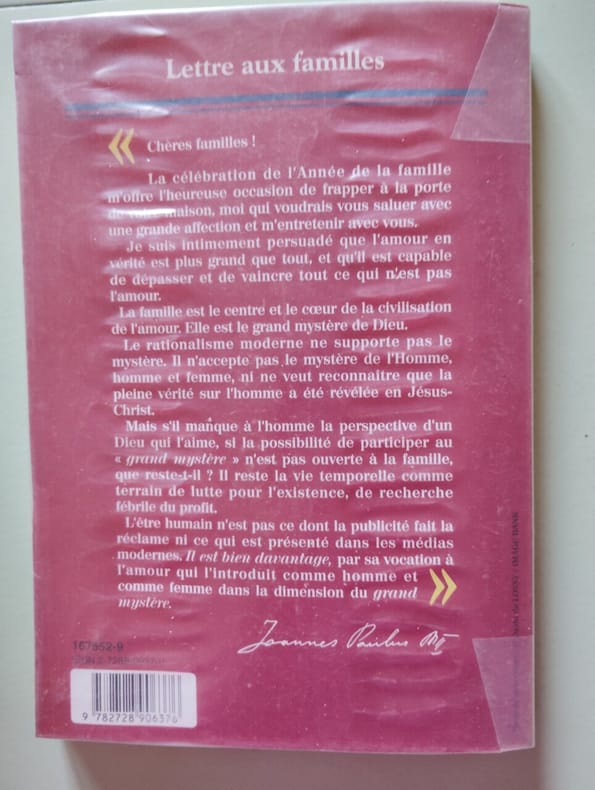 Lettre aux familles
« Chères familles !
La célébration de l'Année de la famille
m'offre l'heureuse occasion de frapper à la porte
de votre maison, moi qui voudrais vous saluer avec
une grande affection et m'entretenir avec vous.
Je suis intimement persuadé que l'amour en
vérité est plus grand que tout, et qu'il est capable
de dépasser et de vaincre tout ce qui n'est pas
l'amour.
La famille est le centre et le cœur de la civilisation
de l'amour. Elle est le grand mystère de Dieu.
Le rationalisme moderne ne supporte pas le
mystère. Il n'accepte pas le mystère de l'Homme,
homme et femme, ni ne veut reconnaître que la
pleine vérité sur l'homme a été révélée en Jésus-
Christ.
Mais s'il manque à l'homme la perspective d'un
Dieu qui l'aime, si la possibilité de participer au
« grand mystère » n'est pas ouverte à la famille,
que reste-t-il ? Il reste la vie temporelle comme
terrain de lutte pour l'existence, de recherche
fébrile du profit.
L'être humain n'est pas ce dont la publicité fait la
réclame ni ce qui est présenté dans les médias
modernes. Il est bien davantage, par sa vocation à
l'amour qui l'introduit comme homme et
comme femme dans la dimension du grand »
mystère.
Joannes Paulus II
9 782728 906376
IMAGE BANK